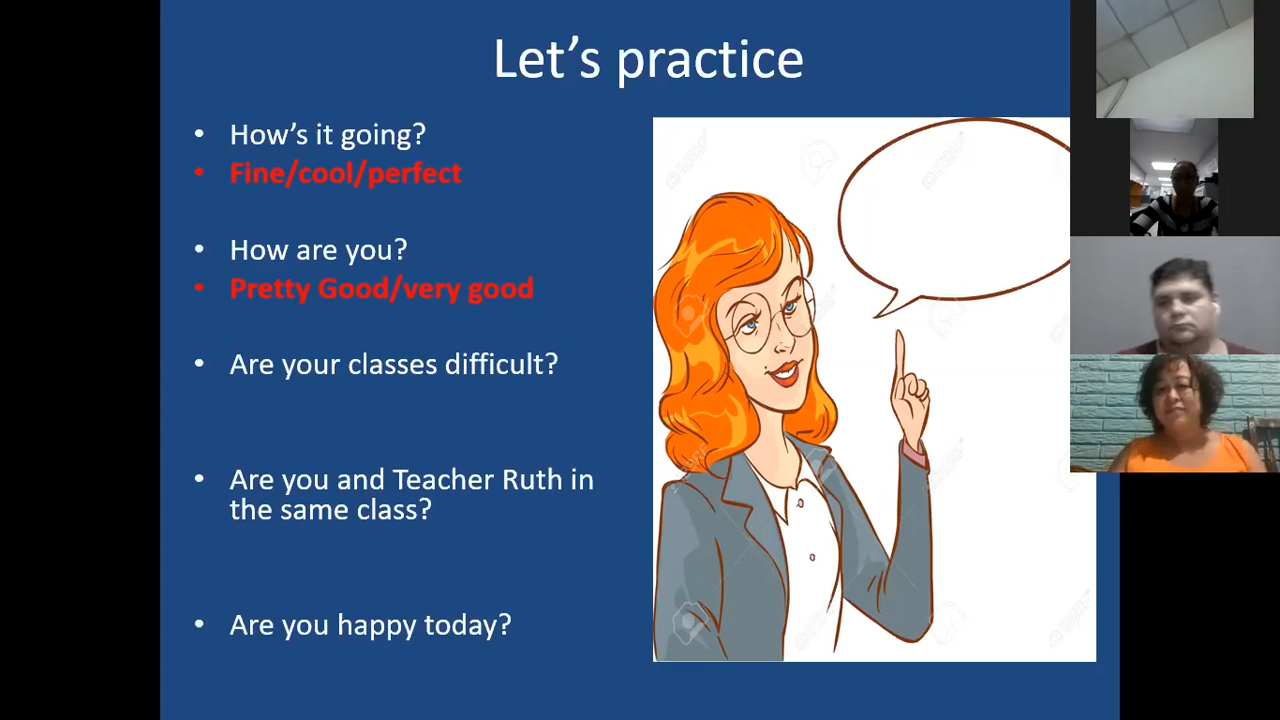 Let’s practice
• How’s it going?
• Fine/cool/perfect
• How are you?
• Pretty Good/very good
• Are your classes difficult?
• Are you and Teacher Ruth in
the same class?
• Are you happy today?